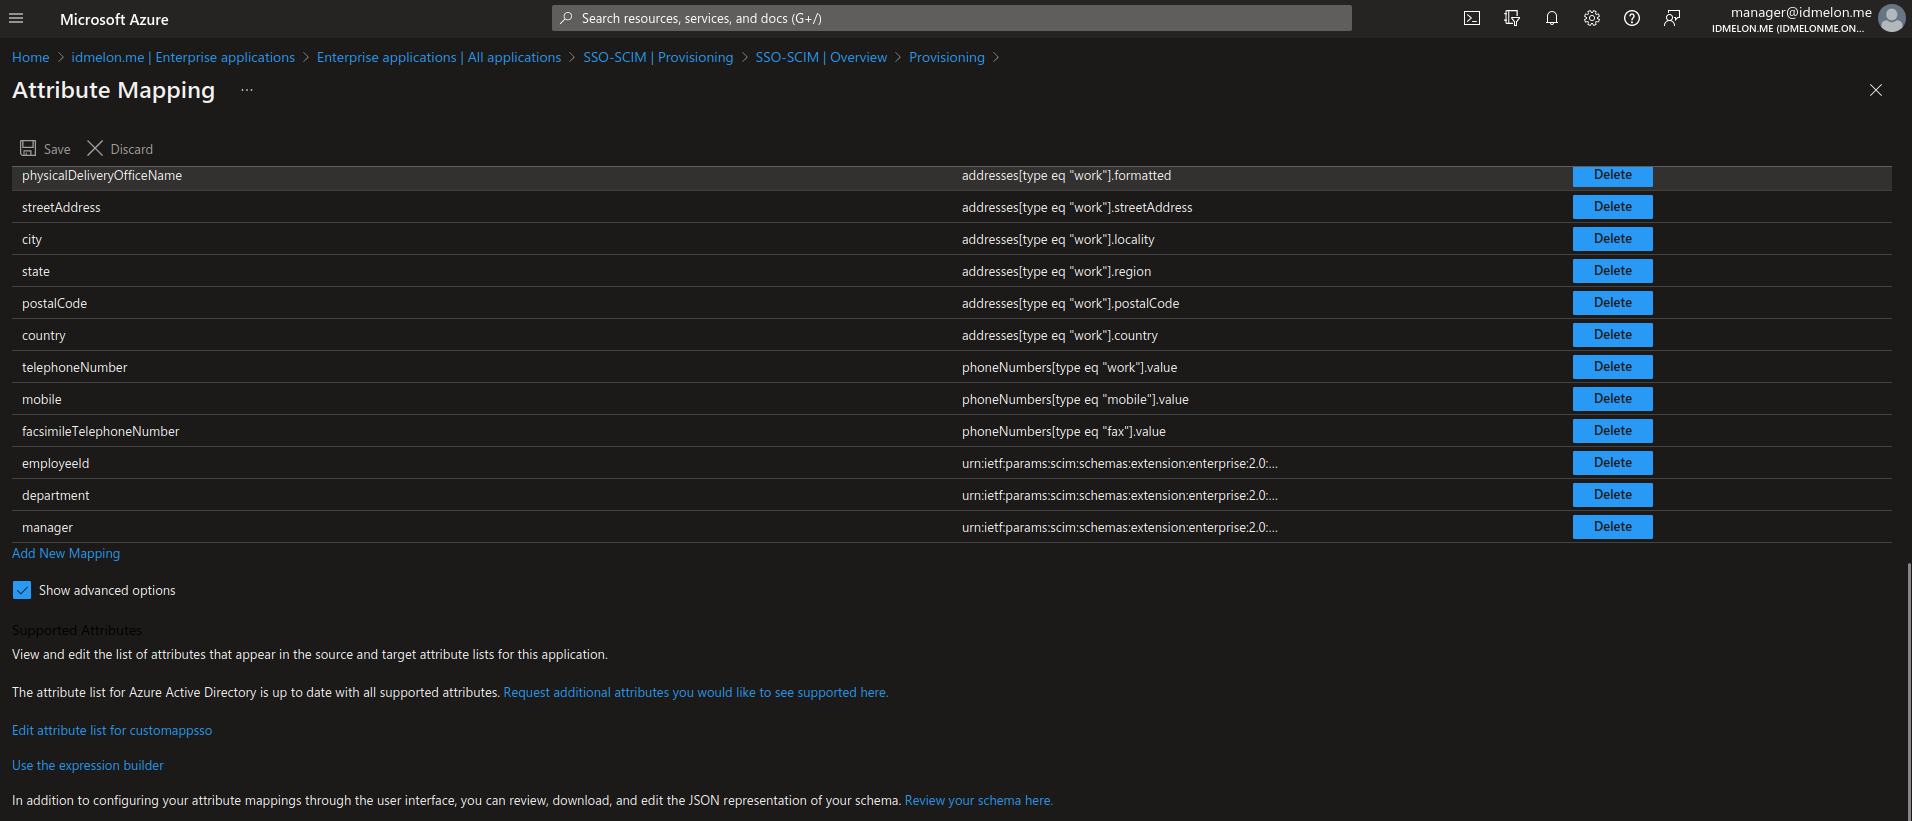 Microsoft Azure
Search resources, services, and docs (G+/)
manager@idmelon.me
IDMELON.ME (IDMELONME.ON...
Home > idmelon.me | Enterprise applications > Enterprise applications | All applications > SSO-SCIM | Provisioning > SSO-SCIM | Overview > Provisioning >
Attribute Mapping ...
Save Discard
physicalDeliveryOfficeName addresses[type eq "work"].formatted Delete
streetAddress addresses[type eq "work"].streetAddress Delete
city addresses[type eq "work"].locality Delete
state addresses[type eq "work"].region Delete
postalCode addresses[type eq "work"].postalCode Delete
country addresses[type eq "work"].country Delete
telephoneNumber phoneNumbers[type eq "work"].value Delete
mobile phoneNumbers[type eq "mobile"].value Delete
facsimileTelephoneNumber phoneNumbers[type eq "fax"].value Delete
employeeId urn:ietf:params:scim:schemas:extension:enterprise:2.0:... Delete
department urn:ietf:params:scim:schemas:extension:enterprise:2.0:... Delete
manager urn:ietf:params:scim:schemas:extension:enterprise:2.0:... Delete
Add New Mapping
Show advanced options
Supported Attributes
View and edit the list of attributes that appear in the source and target attribute lists for this application.
The attribute list for Azure Active Directory is up to date with all supported attributes. Request additional attributes you would like to see supported here.
Edit attribute list for customappsso
Use the expression builder
In addition to configuring your attribute mappings through the user interface, you can review, download, and edit the JSON representation of your schema. Review your schema here.